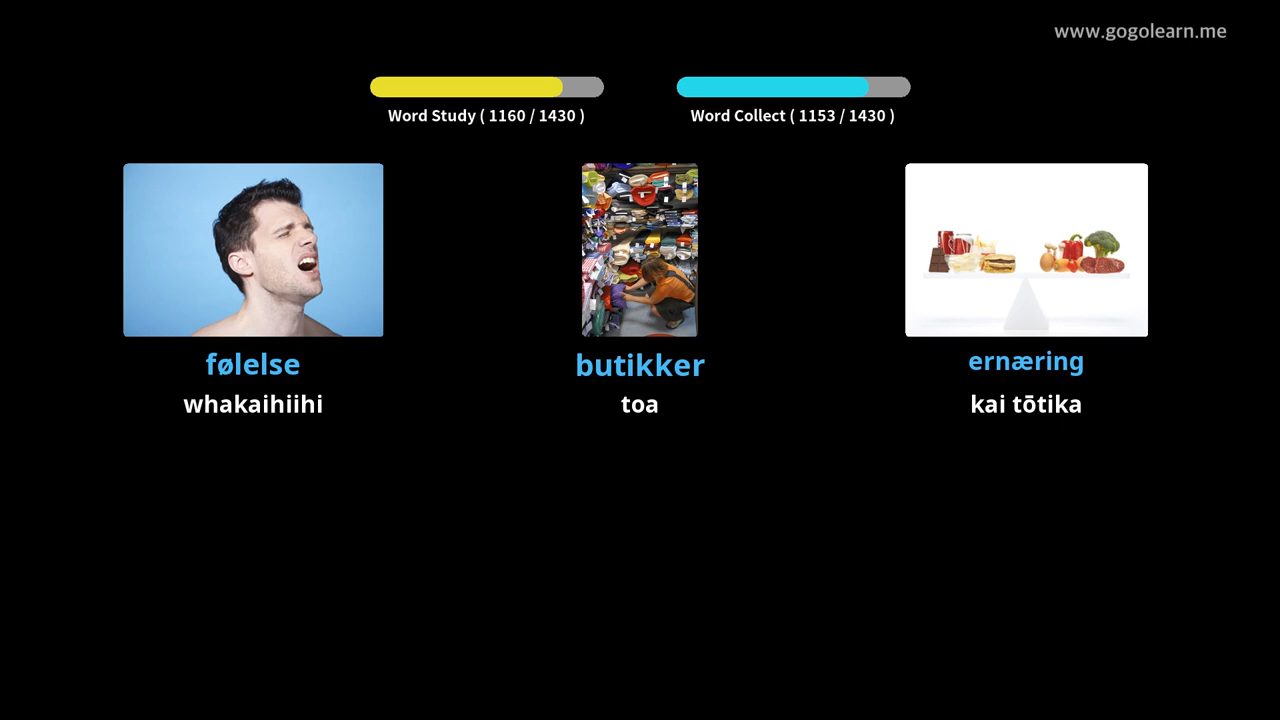 www.gogolearn.me
Word Study ( 1160 / 1430 )
Word Collect ( 1153 / 1430 )
følelse
whakaihiihi
butikker
toa
ernæring
kai tōtika